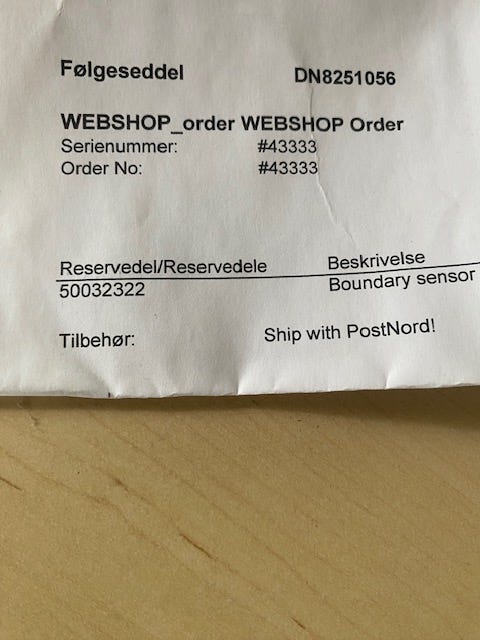 Følgeseddel DN8251056
WEBSHOP_order WEBSHOP Order
Serienummer: #43333
Order No: #43333
Reservedel/Reservedele Beskrivelse
50032322 Boundary sensor
Tilbehør: Ship with PostNord!